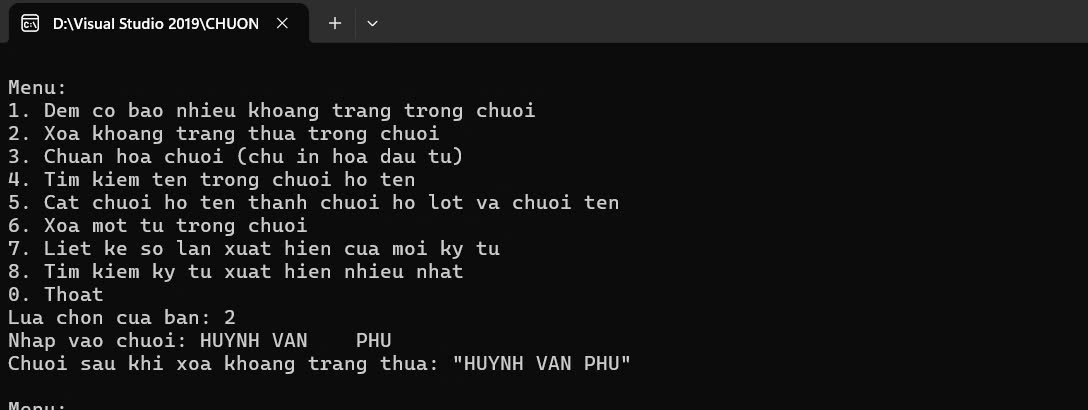 D:\Visual Studio 2019\CHUON
Menu:
1. Dem co bao nhieu khoang trang trong chuoi
2. Xoa khoang trang thua trong chuoi
3. Chuan hoa chuoi (chu in hoa dau tu)
4. Tim kiem ten trong chuoi ho ten
5. Cat chuoi ho ten thanh chuoi ho lot va chuoi ten
6. Xoa mot tu trong chuoi
7. Liet ke so lan xuat hien cua moi ky tu
8. Tim kiem ky tu xuat hien nhieu nhat
0. Thoat
Lua chon cua ban: 2
Nhap vao chuoi: HUYNH VAN    PHU
Chuoi sau khi xoa khoang trang thua: "HUYNH VAN PHU"
Menu: